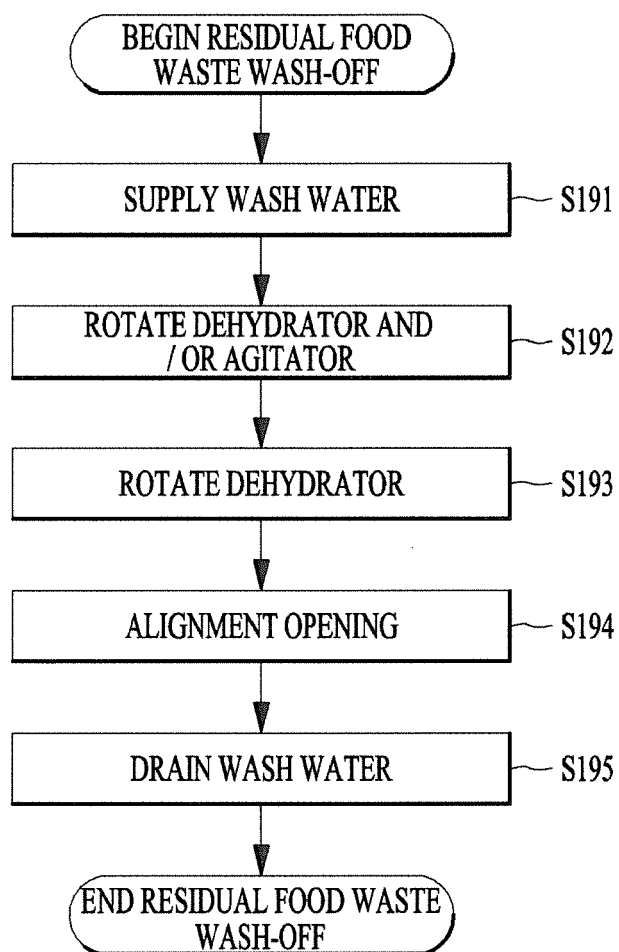 BEGIN RESIDUAL FOOD
WASTE WASH-OFF
SUPPLY WASH WATER
S191
ROTATE DEHYDRATOR AND
/ OR AGITATOR
S192
ROTATE DEHYDRATOR
S193
ALIGNMENT OPENING
S194
DRAIN WASH WATER
S195
END RESIDUAL FOOD WASTE
WASH-OFF